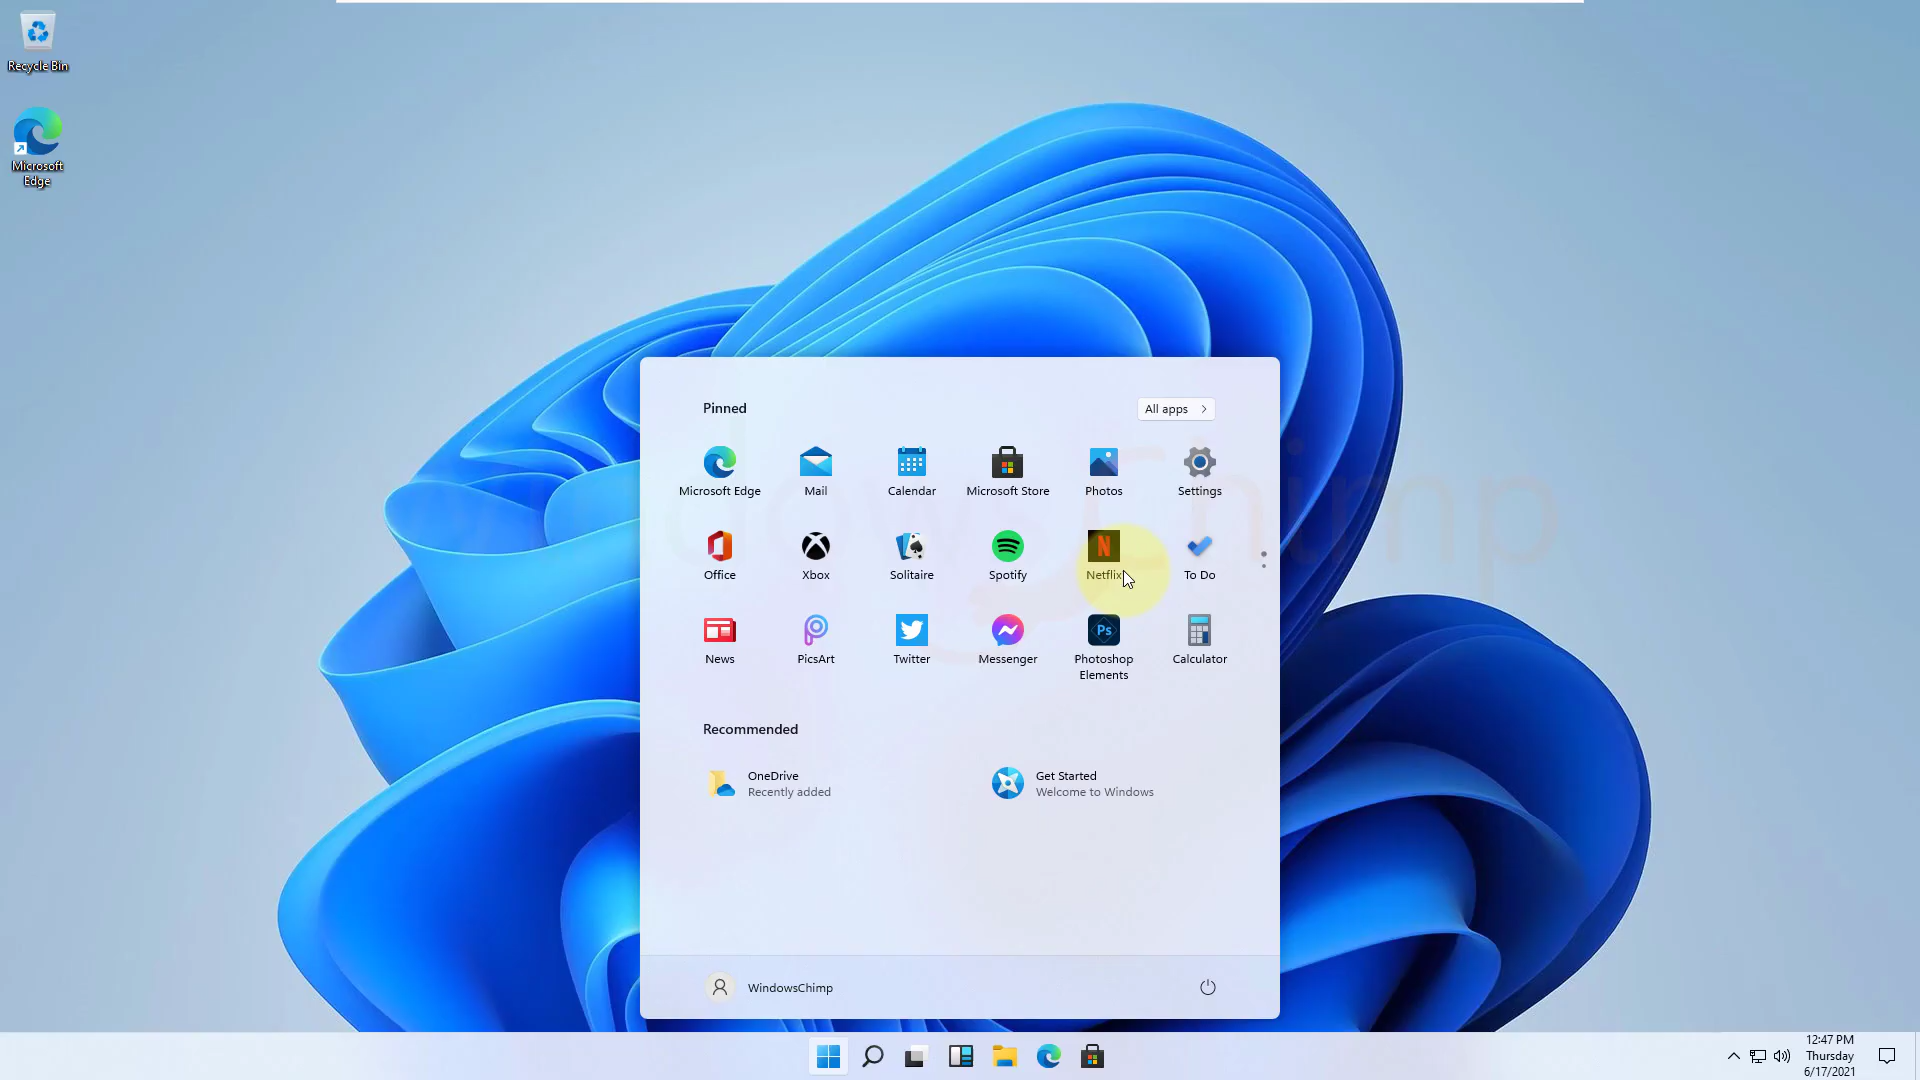 Recycle Bin
Microsoft
Edge
Pinned
All apps
Microsoft Edge
Mail
Calendar
Microsoft Store
Photos
Settings
Office
Xbox
Solitaire
Spotify
N
Netflix
To Do
News
PicsArt
Twitter
Messenger
Ps
Photoshop
Elements
Calculator
Recommended
OneDrive
Recently added
Get Started
Welcome to Windows
WindowsChimp
12:47 PM
Thursday
6/17/2021